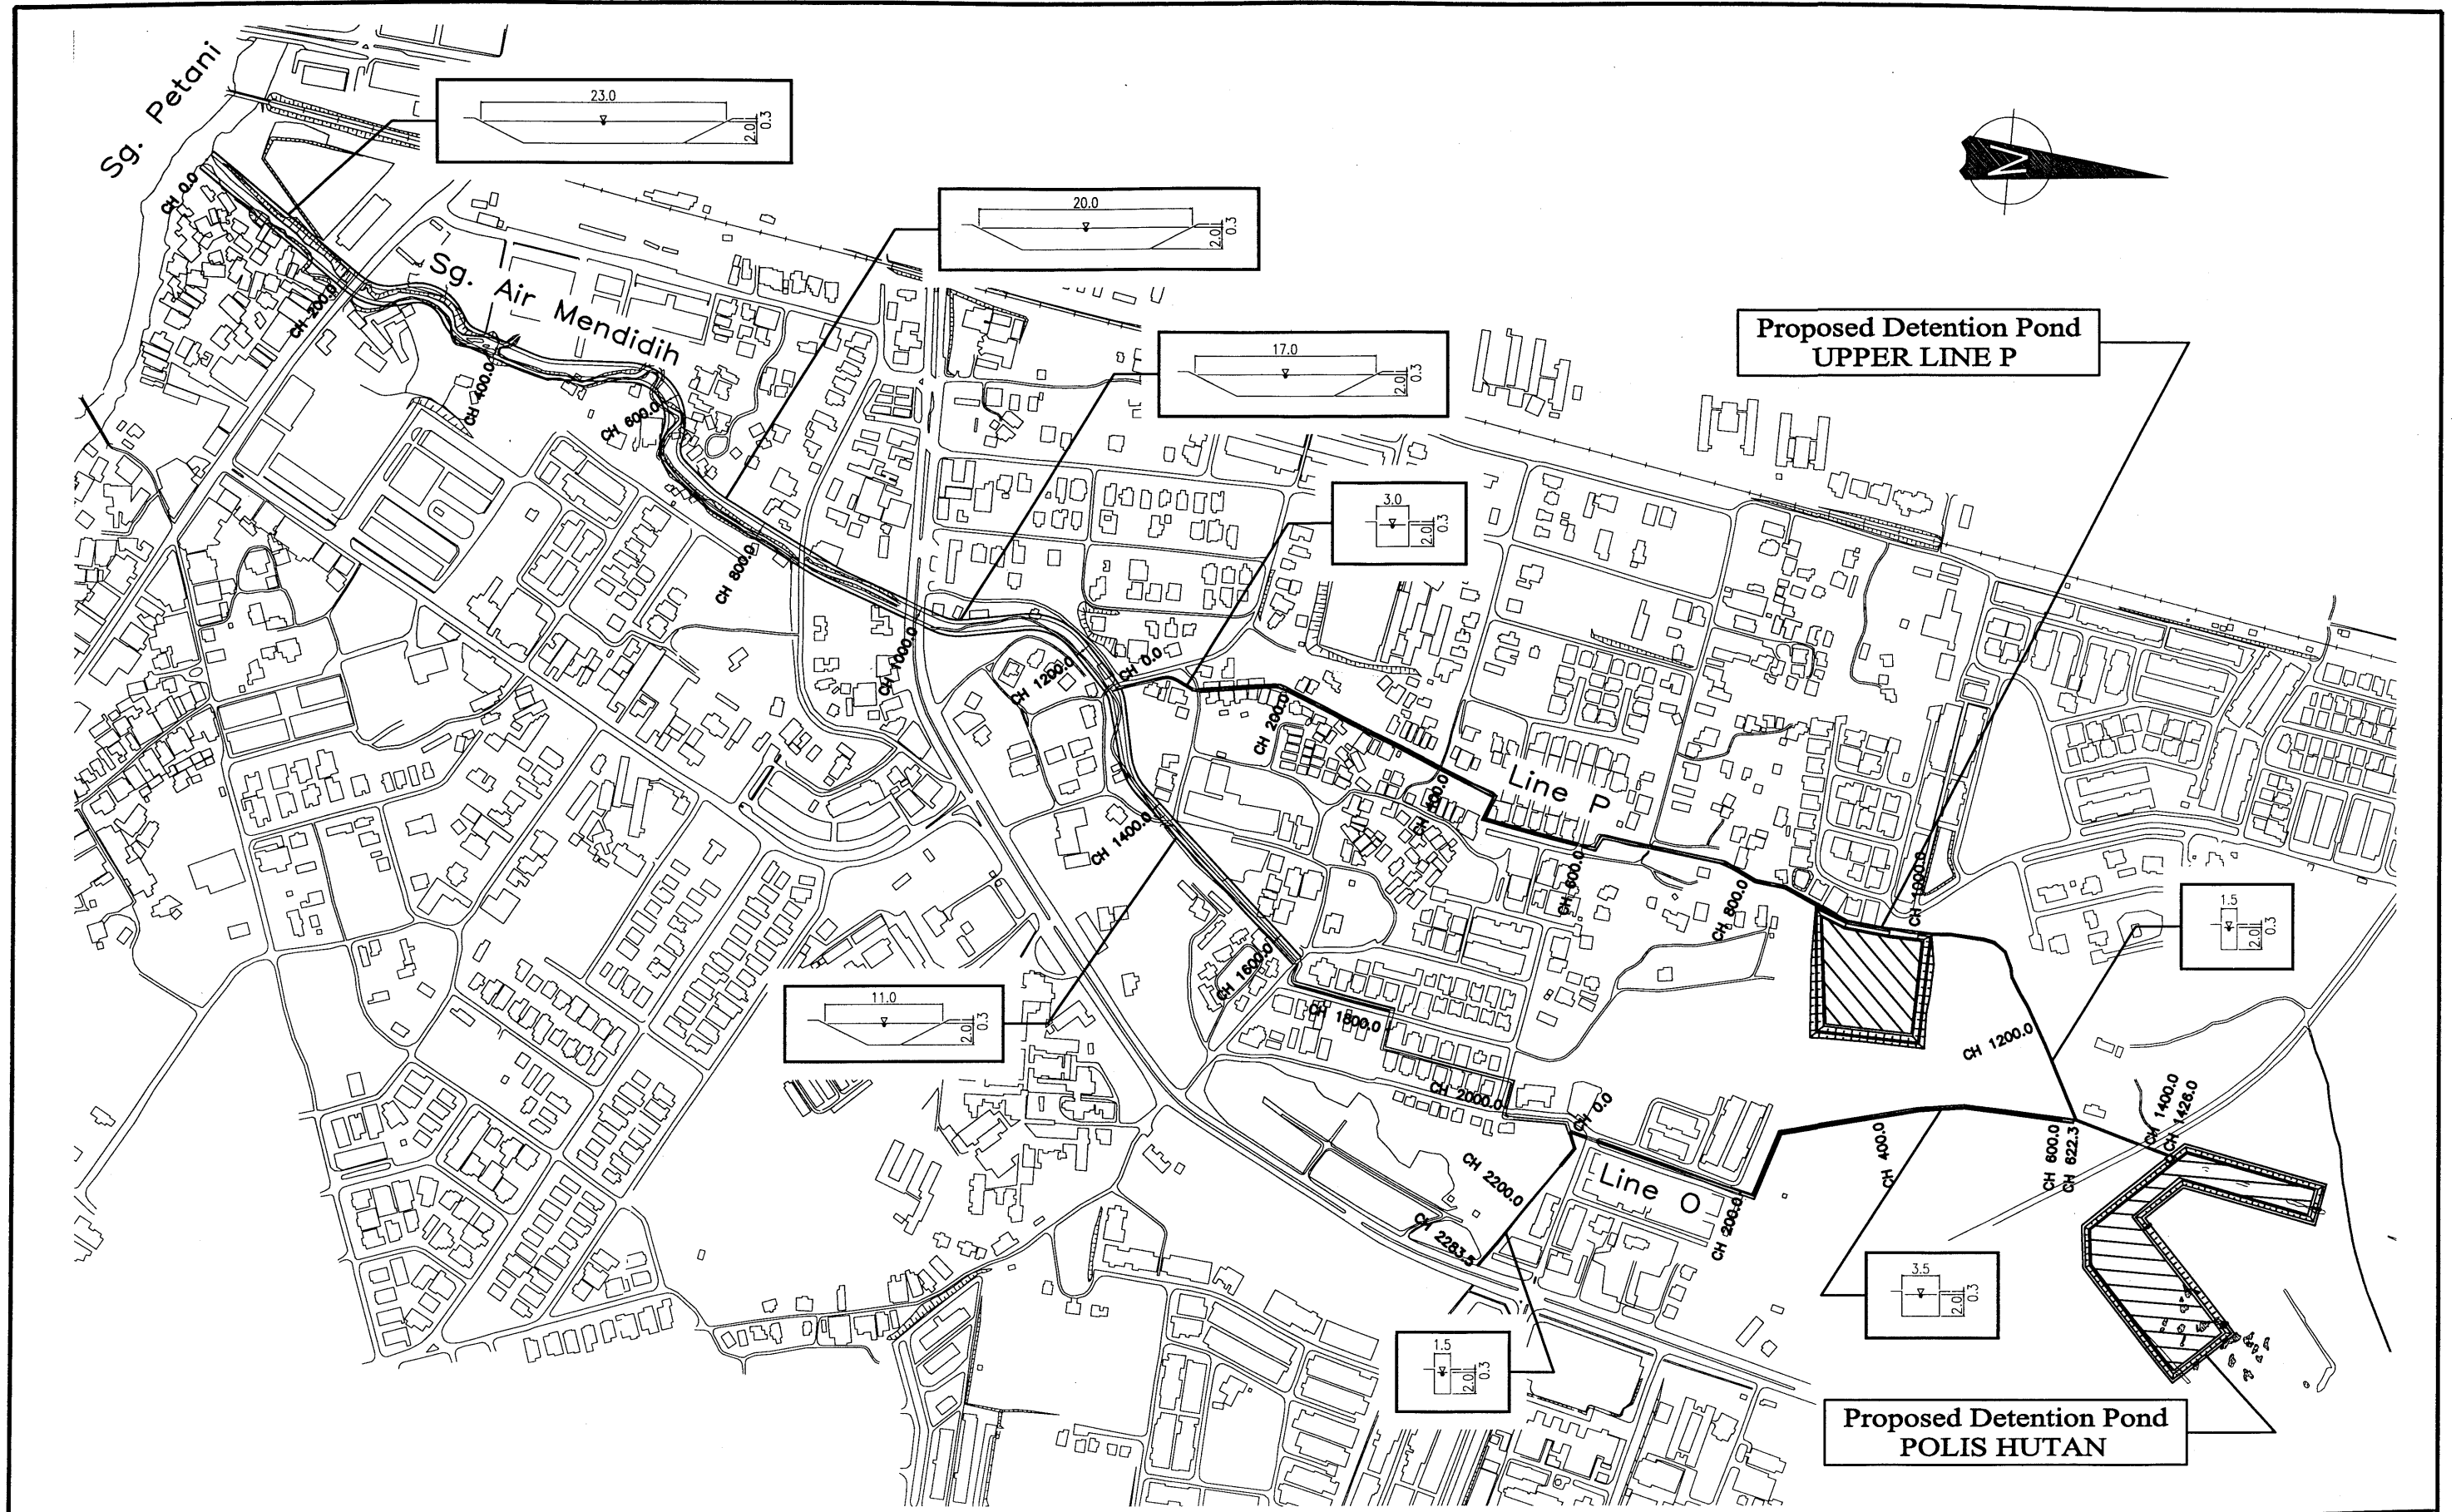 Sg. Petani
23.0
2.0
0.3
CH 0.0
20.0
2.0
0.3
N
Sg. Air Mendidih
CH 200.0
Proposed Detention Pond
UPPER LINE P
17.0
2.0
0.3
CH 400.0
CH 600.0
3.0
2.0
0.3
CH 800.0
CH 1000.0
CH 1200.0
CH 0.0
CH 200.0
Line P
CH 400.0
CH 1400.0
CH 600.0
CH 800.0
CH 1000.0
1.5
2.0
0.3
CH 1600.0
11.0
2.0
0.3
CH 1800.0
CH 1200.0
CH 2000.0
CH 0.0
CH 1400.0
CH 1426.0
CH 400.0
CH 600.0
CH 622.3
CH 2200.0
Line O
CH 200.0
CH 2283.5
3.5
2.0
0.3
1.5
2.0
0.3
Proposed Detention Pond
POLIS HUTAN